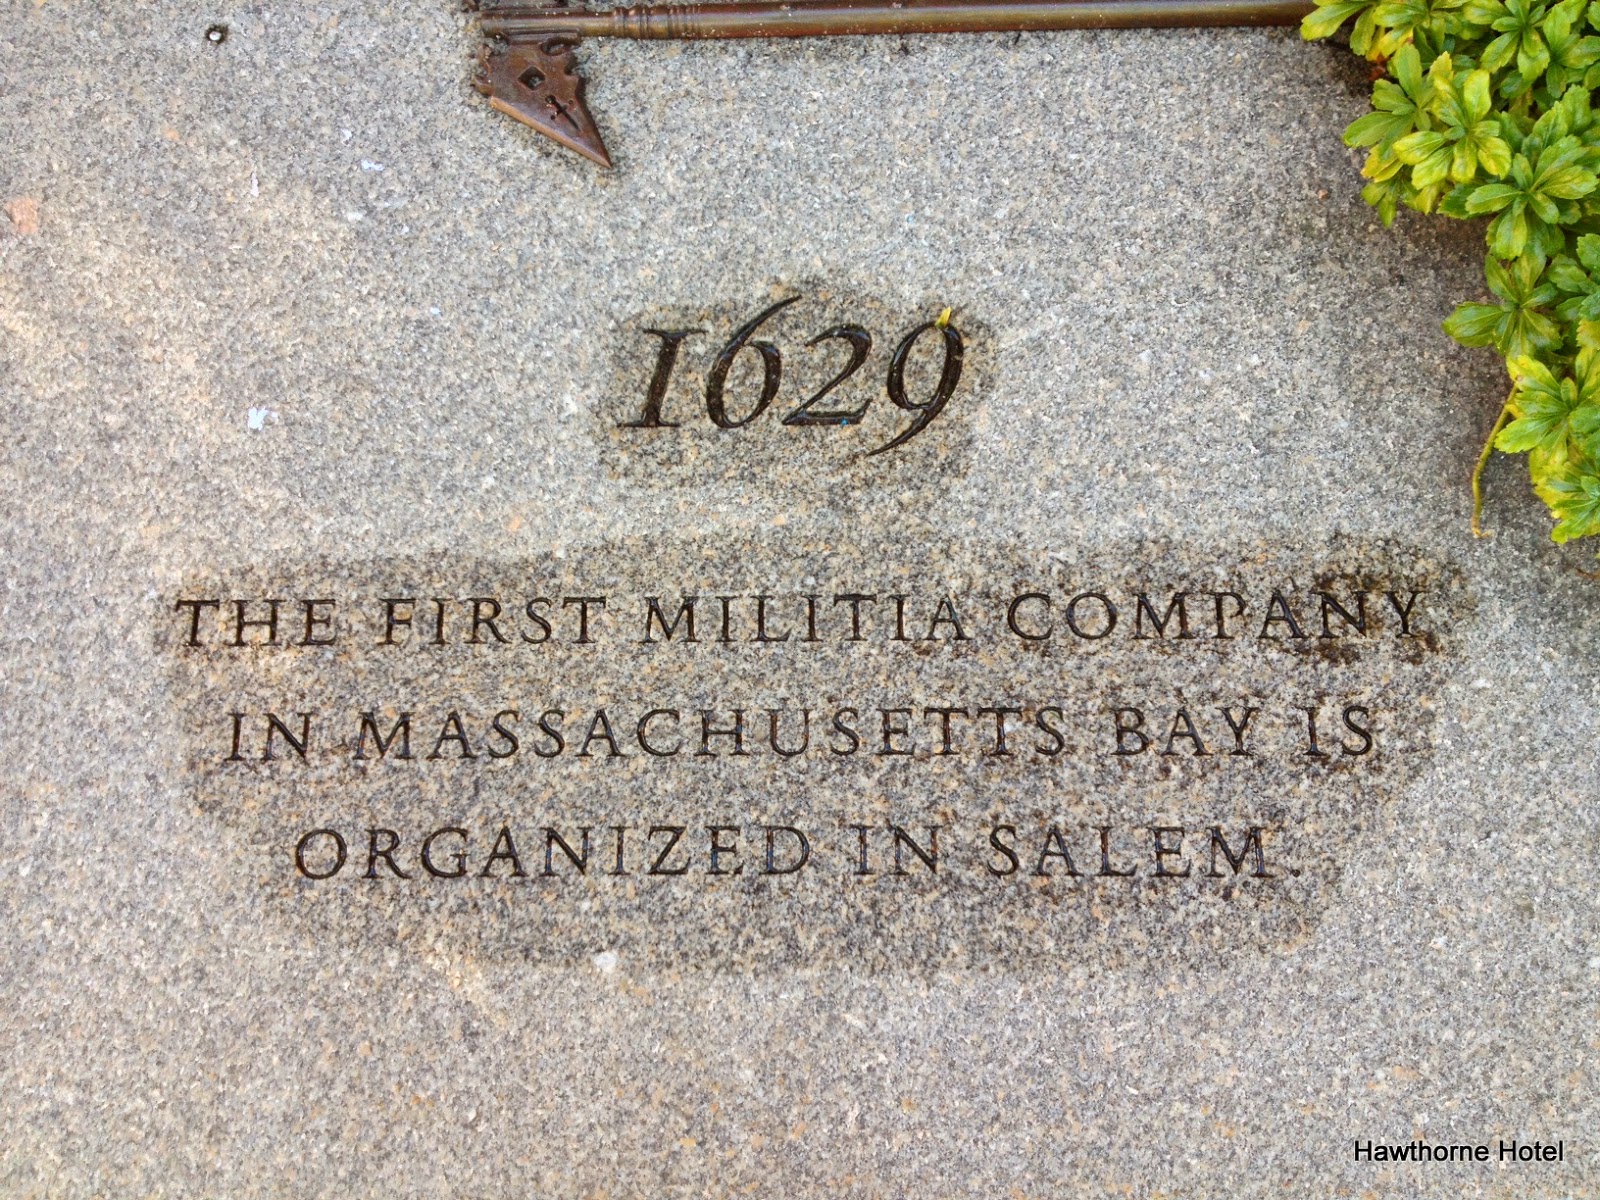 1629
THE FIRST MILITIA COMPANY
IN MASSACHUSETTS BAY IS
ORGANIZED IN SALEM
Hawthorne Hotel